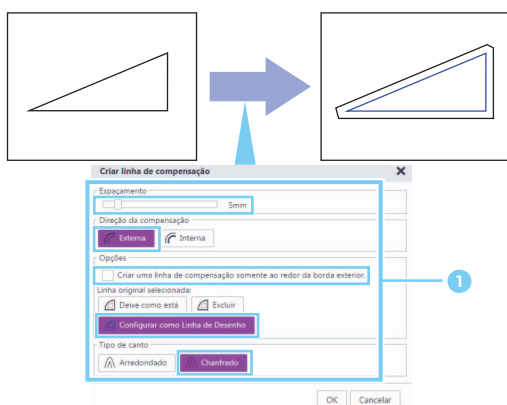 Criar linha de compensação
Espaçamento
5mm
Direção da compensação
Externa Interna
Opções
Criar uma linha de compensação somente ao redor da borda exterior.
Linha original selecionada:
Deixe como está Excluir
Configurar como Linha de Desenho
Tipo de canto
Arredondado Chanfrado
OK Cancelar
1